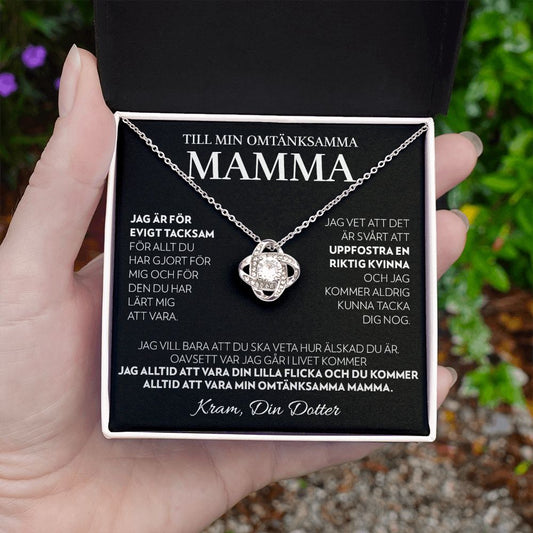 TILL MIN OMTÄNKSAMMA
MAMMA
JAG ÄR FÖR
EVIGT TACKSAM
FÖR ALLT DU
HAR GJORT FÖR
MIG OCH FÖR
DEN DU HAR
LÄRT MIG
ATT VARA.
JAG VET ATT DET
ÄR SVÅRT ATT
UPPFOSTRA EN
RIKTIG KVINNA
OCH JAG
KOMMER ALDRIG
KUNNA TACKA
DIG NOG.
JAG VILL BARA ATT DU SKA VETA HUR ÄLSKAD DU ÄR.
OAVSETT VAR JAG GÅR I LIVET KOMMER
JAG ALLTID ATT VARA DIN LILLA FLICKA OCH DU KOMMER
ALLTID ATT VARA MIN OMTÄNKSAMMA MAMMA.
Kram, Din Dotter